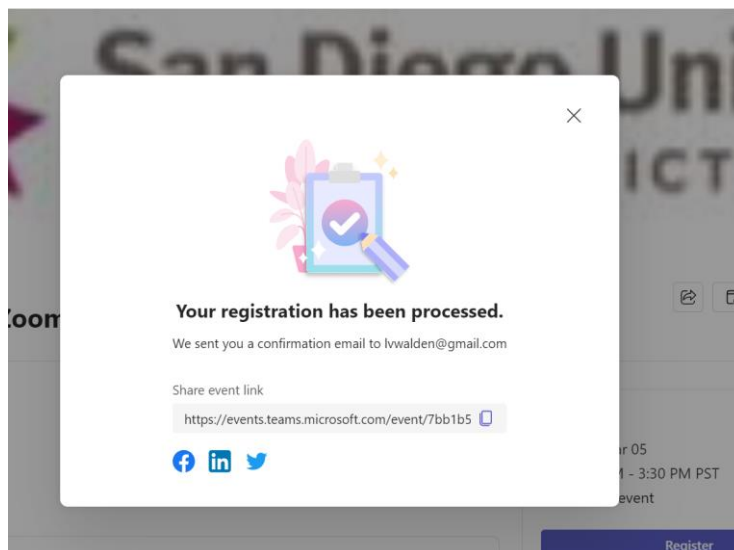 San Diego Uni
ICT
Zoom
Your registration has been processed.
We sent you a confirmation email to lvwalden@gmail.com
Share event link
https://events.teams.microsoft.com/event/7bb1b5
in
05
- 3:30 PM PST
event
Register